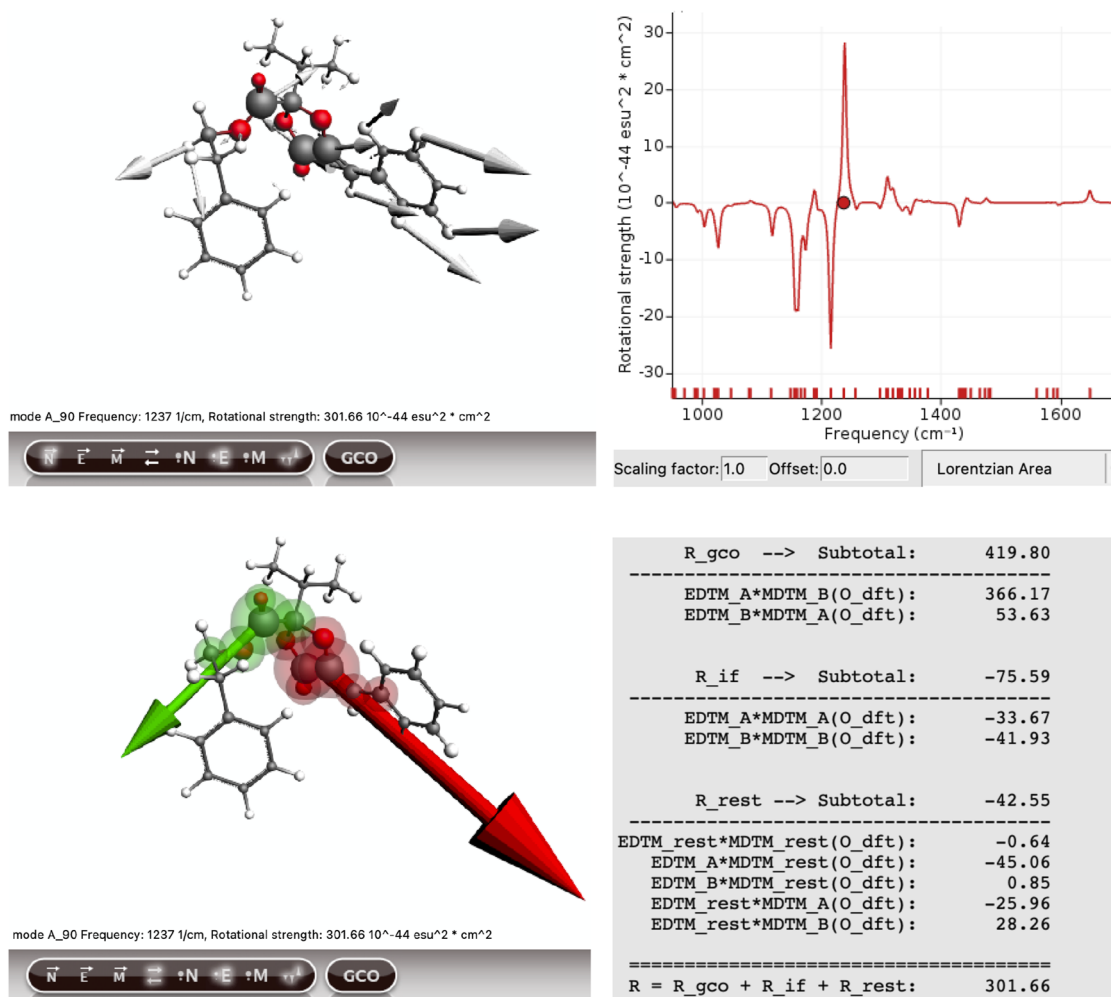 mode A_90 Frequency: 1237 1/cm, Rotational strength: 301.66 10^-44 esu^2 * cm^2
N E M •N •E •M GCO
Rotational strength (10^-44 esu^2 * cm^2)
30
20
10
0
-10
-20
-30
1000 1200 1400 1600
Frequency (cm⁻¹)
Scaling factor: 1.0 Offset: 0.0 Lorentzian Area
mode A_90 Frequency: 1237 1/cm, Rotational strength: 301.66 10^-44 esu^2 * cm^2
N E M •N •E •M GCO
R_gco --> Subtotal: 419.80
------------------------------------------
EDTM_A*MDTM_B(O_dft): 366.17
EDTM_B*MDTM_A(O_dft): 53.63
R_if --> Subtotal: -75.59
------------------------------------------
EDTM_A*MDTM_A(O_dft): -33.67
EDTM_B*MDTM_B(O_dft): -41.93
R_rest --> Subtotal: -42.55
------------------------------------------
EDTM_rest*MDTM_rest(O_dft): -0.64
EDTM_A*MDTM_rest(O_dft): -45.06
EDTM_B*MDTM_rest(O_dft): 0.85
EDTM_rest*MDTM_A(O_dft): -25.96
EDTM_rest*MDTM_B(O_dft): 28.26
==========================================
R = R_gco + R_if + R_rest: 301.66